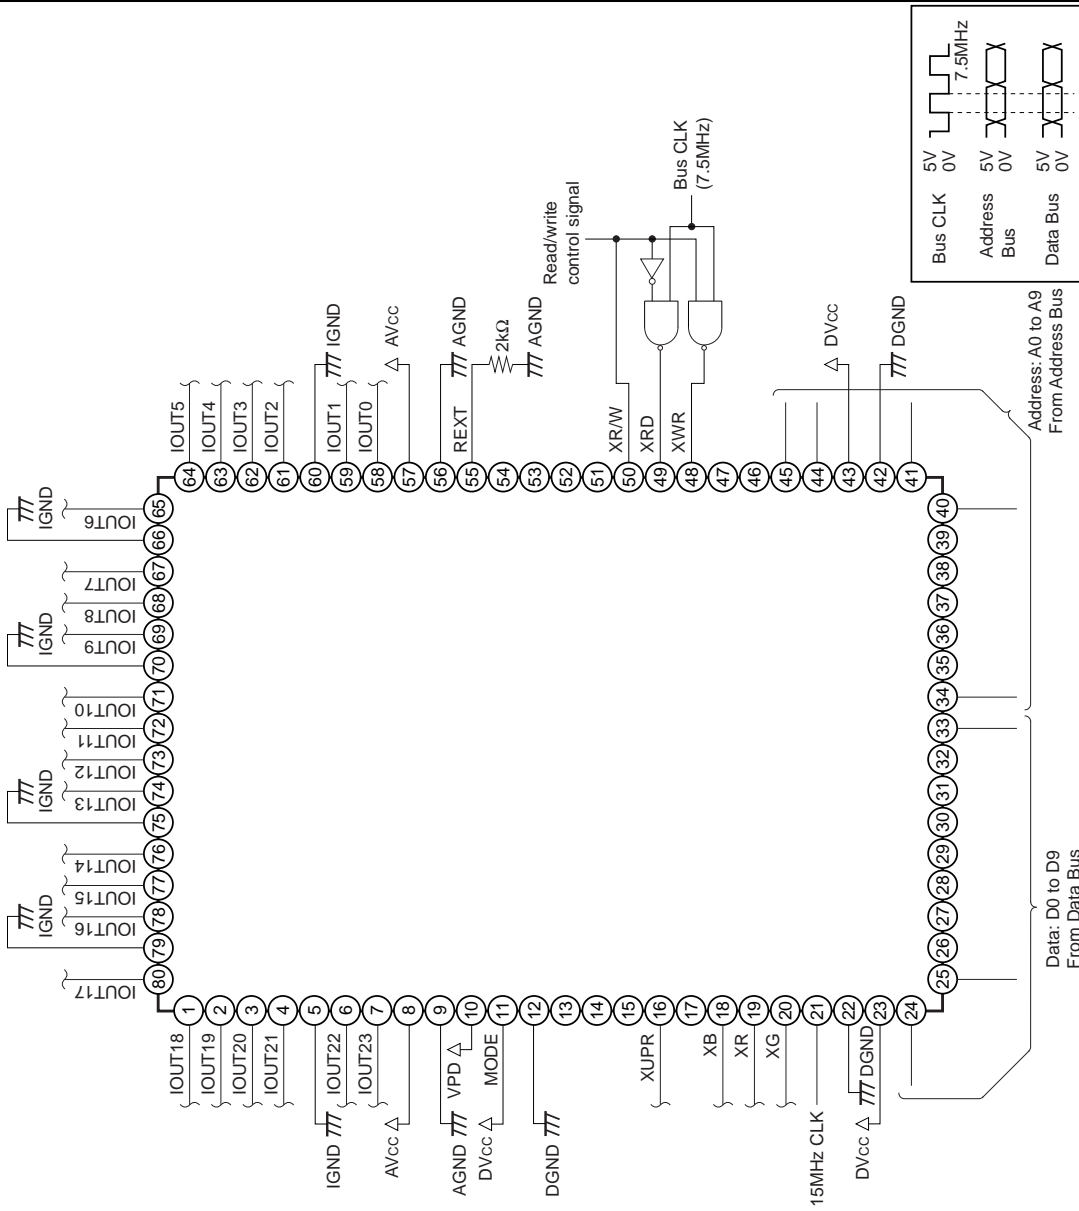 Bus CLK
5V
0V
7.5MHz
Address
Bus
5V
0V
Data Bus
5V
0V
Bus CLK
(7.5MHz)
Read/write
control signal
IOUT5
IOUT4
IOUT3
IOUT2
IGND
IOUT1
IOUT0
AVCC
AGND
REXT
2kΩ
AGND
XR/W
XRD
XWR
DVCC
DGND
Address: A0 to A9
From Address Bus
64
63
62
61
60
59
58
57
56
55
54
53
52
51
50
49
48
47
46
45
44
43
42
41
IGND
IOUT6
IOUT7
IOUT8
IGND
IOUT9
IOUT10
IOUT11
IOUT12
IGND
IOUT13
IOUT14
IOUT15
IGND
IOUT16
IOUT17
65
66
67
68
69
70
71
72
73
74
75
76
77
78
79
80
40
39
38
37
36
35
34
33
32
31
30
29
28
27
26
25
Data: D0 to D9
From Data Bus
1
2
3
4
5
6
7
8
9
10
11
12
13
14
15
16
17
18
19
20
21
22
23
24
IOUT18
IOUT19
IOUT20
IOUT21
IGND
IOUT22
IOUT23
AVCC
AGND
VPD
DVCC
MODE
DGND
XUPR
XB
XR
XG
15MHz CLK
DGND
DVCC